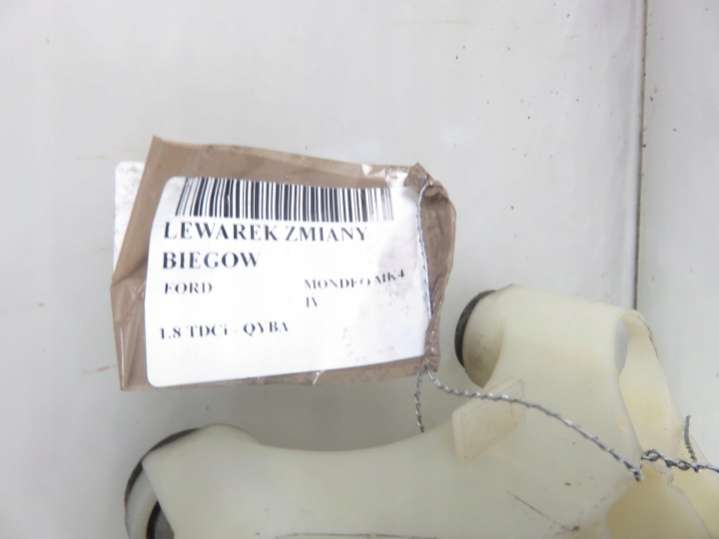 LEWAREK ZMIANY
BIEGOW
FORD MONDEO MK4
IV
1.8 TDCi - QYBA